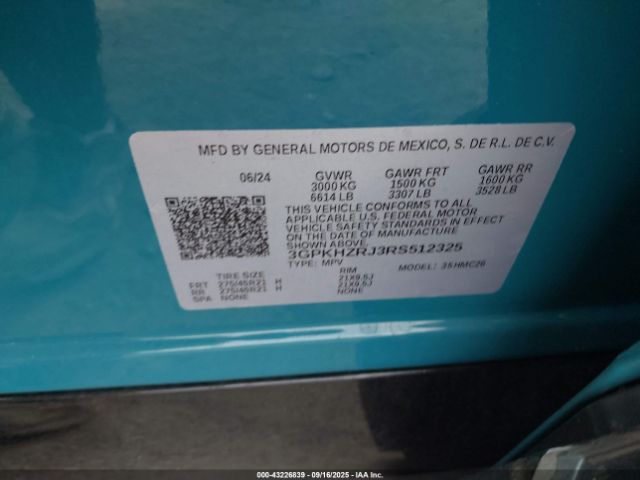 MFD BY GENERAL MOTORS DE MEXICO, S. DE R.L. DE C.V.
06/24 GVWR GAWR FRT GAWR RR
3000 KG 1500 KG 1600 KG
6614 LB 3307 LB 3528 LB
THIS VEHICLE CONFORMS TO ALL
APPLICABLE U.S. FEDERAL MOTOR
VEHICLE SAFETY STANDARDS IN EFFECT
ON THE DATE OF MANUFACTURE
SHOWN ABOVE.
3GPKHZRJ3RS512325
TYPE: MPV MODEL: 35HMC26
TIRE SIZE RIM
FRT 275/45R21 H 21X9.5J
RR 275/45R21 H 21X9.5J
SPA NONE NONE
000-43226839 - 09/16/2025 - IAA Inc.